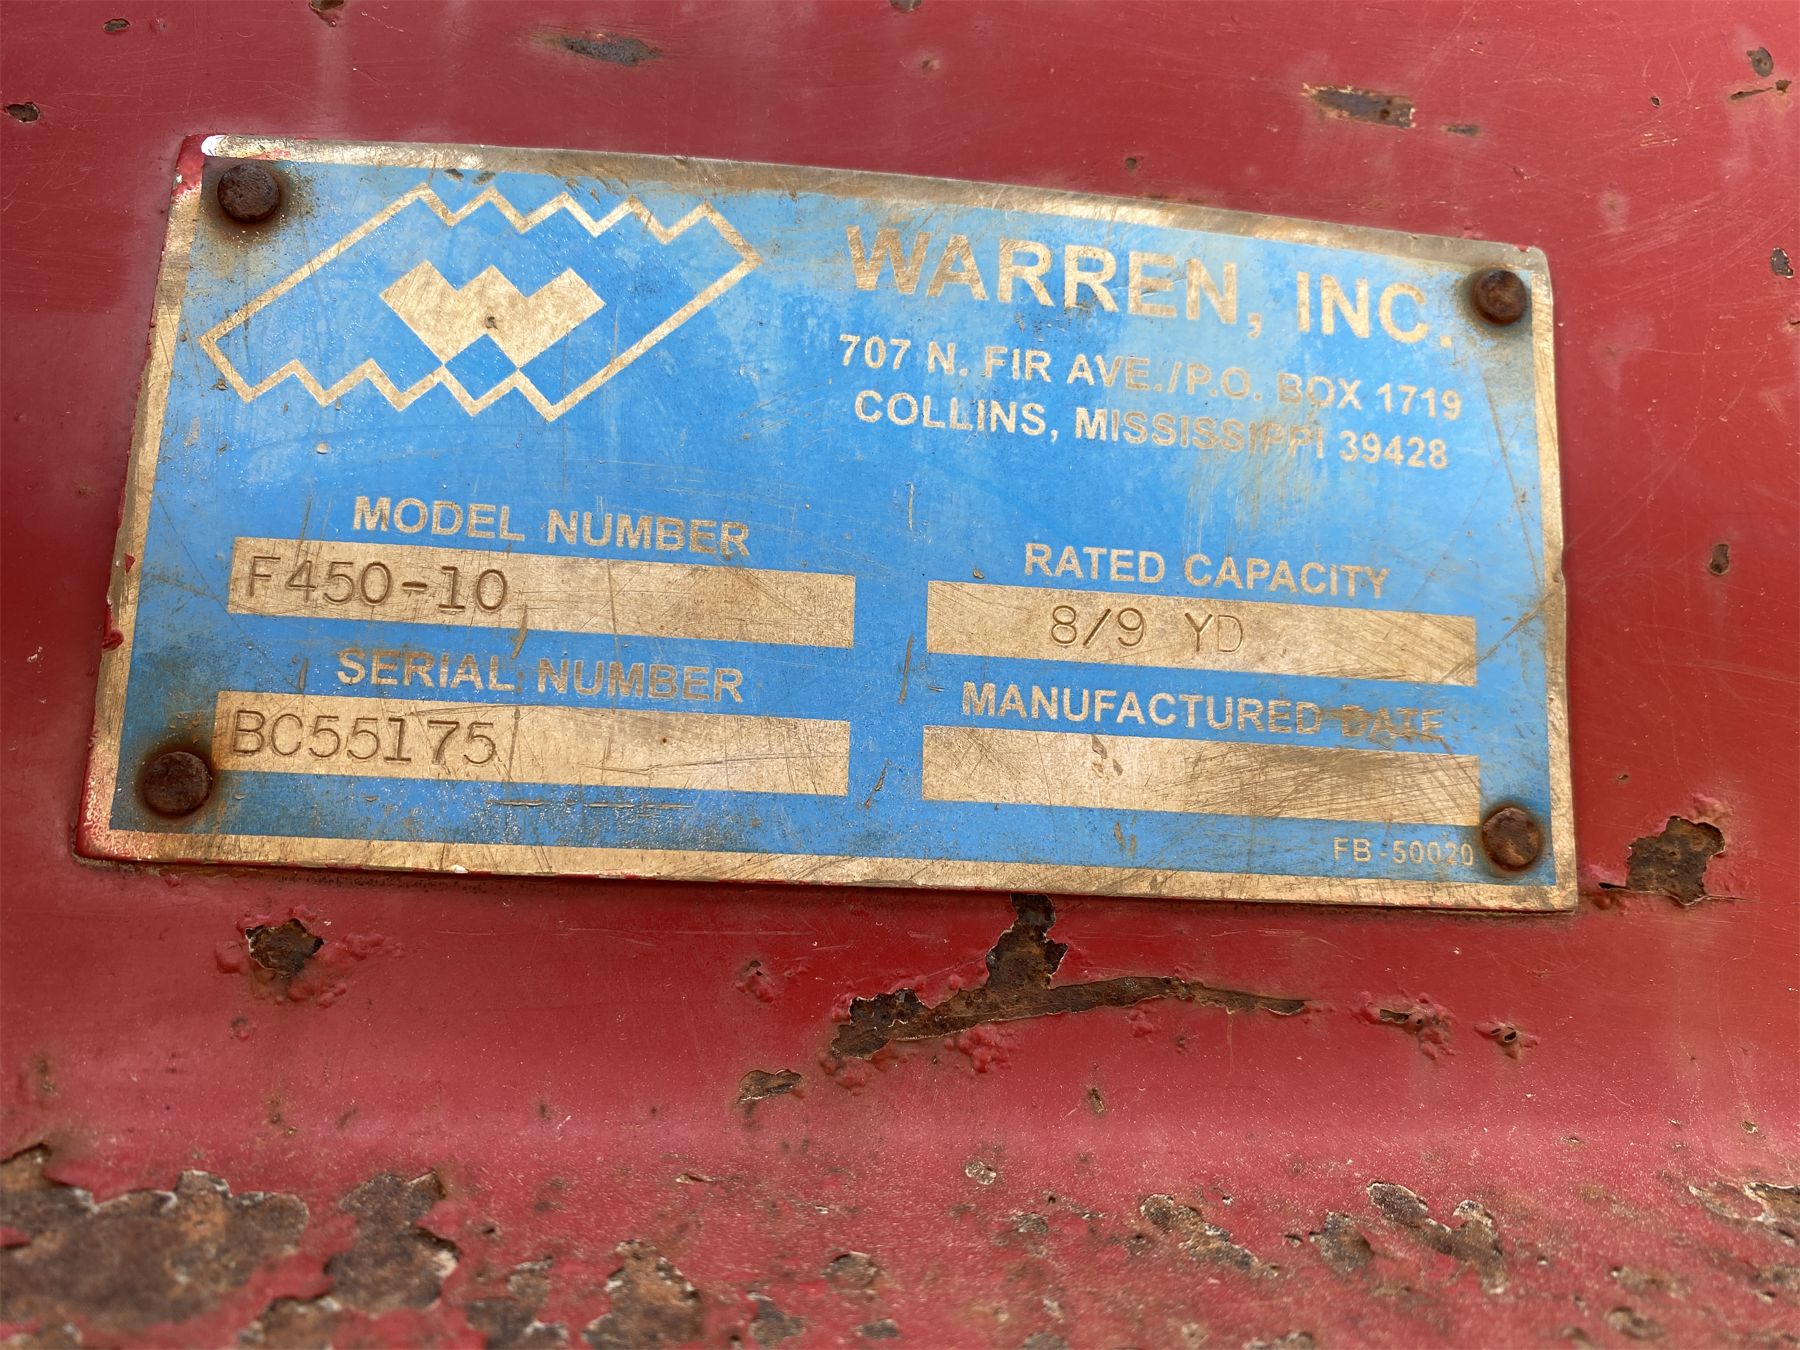 WARREN, INC.
707 N. FIR AVE./P.O. BOX 1719
COLLINS, MISSISSIPPI 39428
MODEL NUMBER
F450-10
RATED CAPACITY
8/9 YD
SERIAL NUMBER
BC55175
MANUFACTURED DATE
FB-50020